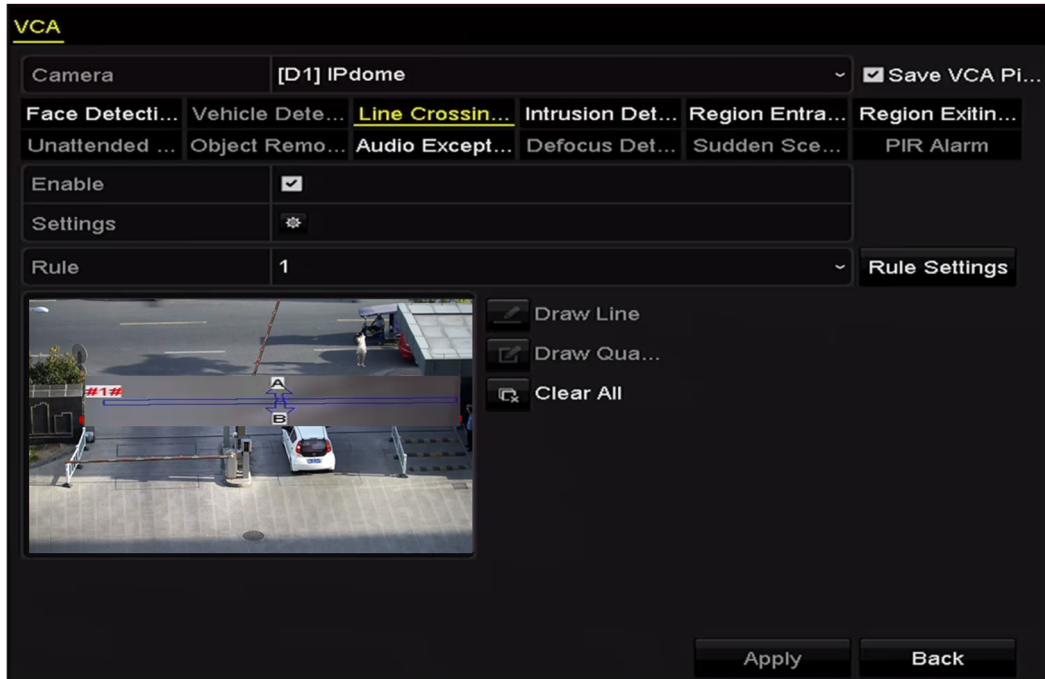 VCA
Camera [D1] IPdome Save VCA Pi...
Face Detecti... Vehicle Dete... Line Crossin... Intrusion Det... Region Entra... Region Exitin...
Unattended ... Object Remo... Audio Except... Defocus Det... Sudden Sce... PIR Alarm
Enable
Settings
Rule 1 Rule Settings
Draw Line
Draw Qua...
Clear All
#1# A
B
Apply Back